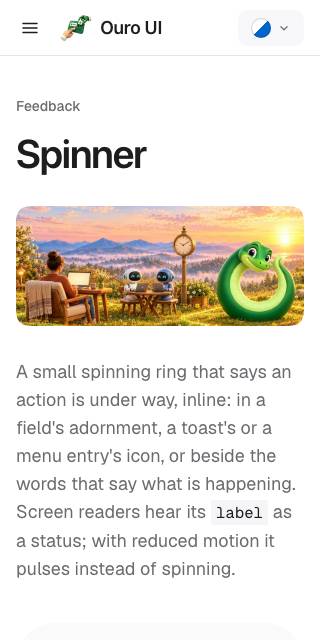 Ouro UI
Feedback
Spinner
A small spinning ring that says an
action is under way, inline: in a
field's adornment, a toast's or a
menu entry's icon, or beside the
words that say what is happening.
Screen readers hear its label as
a status; with reduced motion it
pulses instead of spinning.